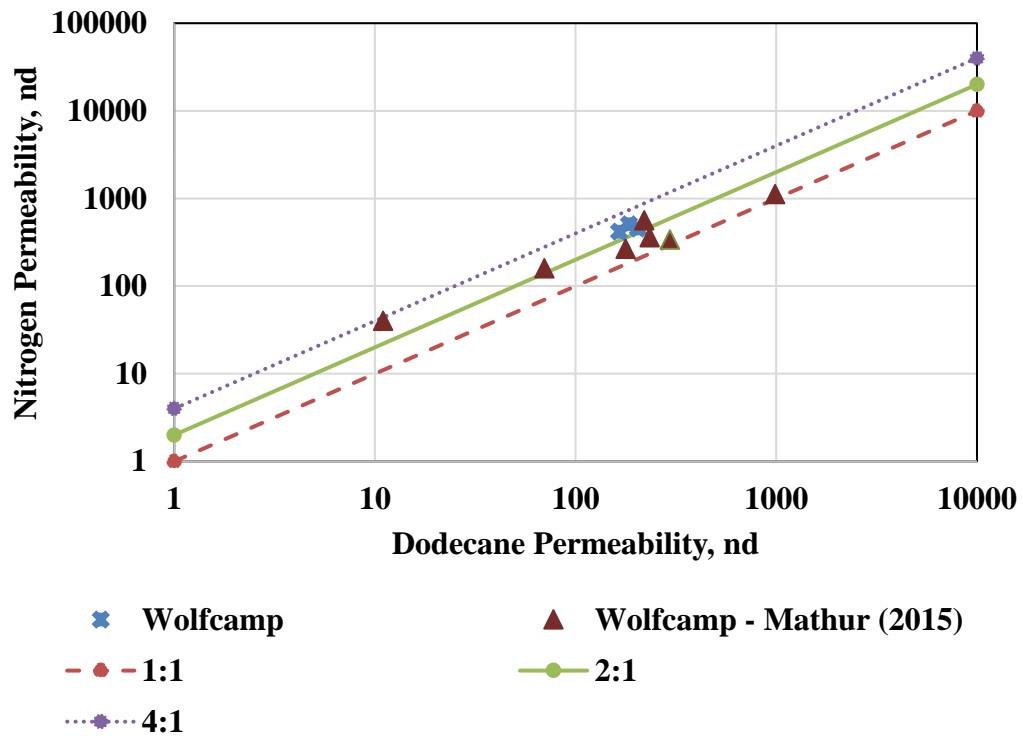 100000
10000
1000
100
10
1
Nitrogen Permeability, nd
1 10 100 1000 10000
Dodecane Permeability, nd
Wolfcamp Wolfcamp - Mathur (2015)
1:1 2:1
4:1